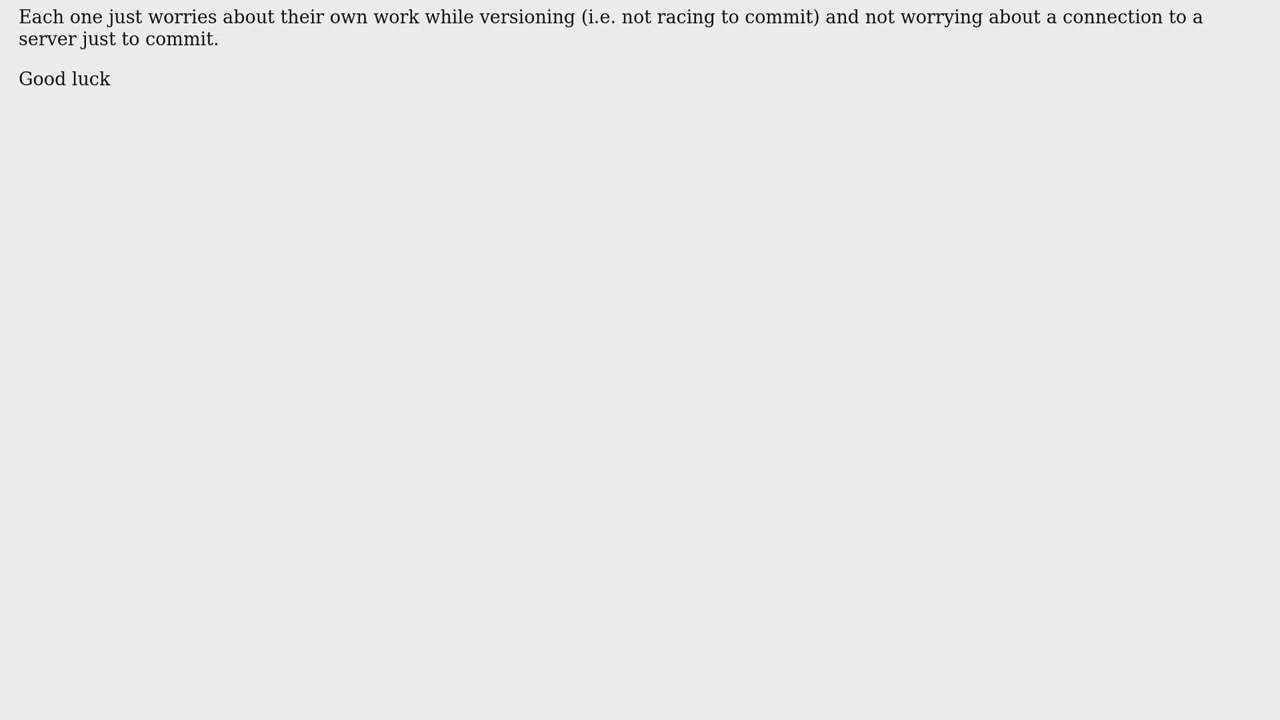 Each one just worries about their own work while versioning (i.e. not racing to commit) and not worrying about a connection to a
server just to commit.
Good luck